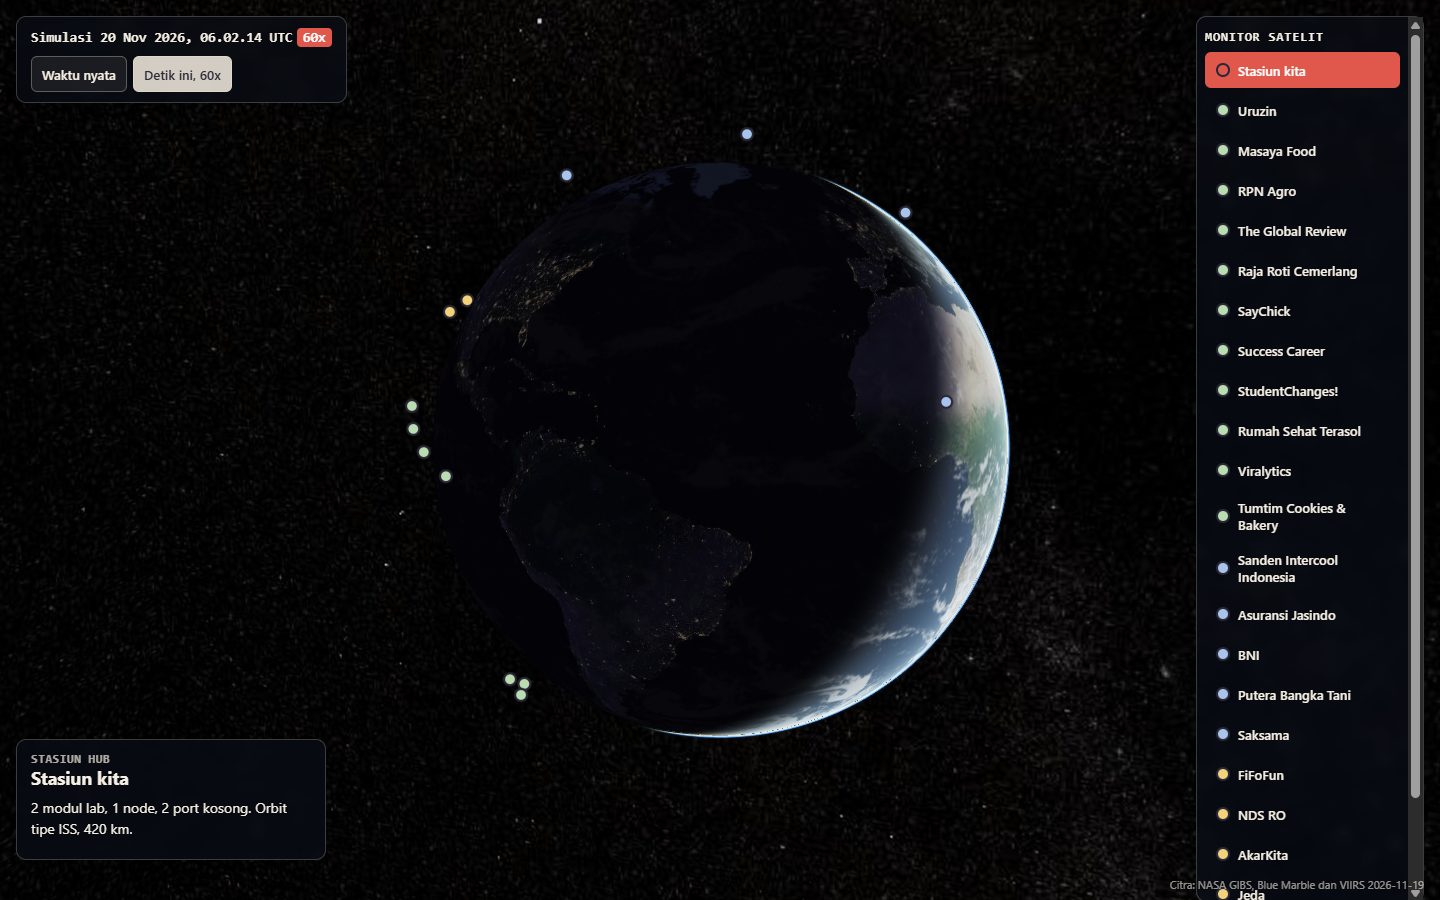 Simulasi 20 Nov 2026, 06.02.14 UTC 60x
Waktu nyata
Detik ini, 60x
MONITOR SATELIT
Stasiun kita
Uruzin
Masaya Food
RPN Agro
The Global Review
Raja Roti Cemerlang
SayChick
Success Career
StudentChanges!
Rumah Sehat Terasol
Viralytics
Tumtim Cookies &
Bakery
Sanden Intercool
Indonesia
Asuransi Jasindo
BNI
Putera Bangka Tani
Saksama
FiFoFun
NDS RO
AkarKita
Jeda
STASIUN HUB
Stasiun kita
2 modul lab, 1 node, 2 port kosong. Orbit
tipe ISS, 420 km.
Citra: NASA GIBS, Blue Marble dan VIIRS 2026-11-19